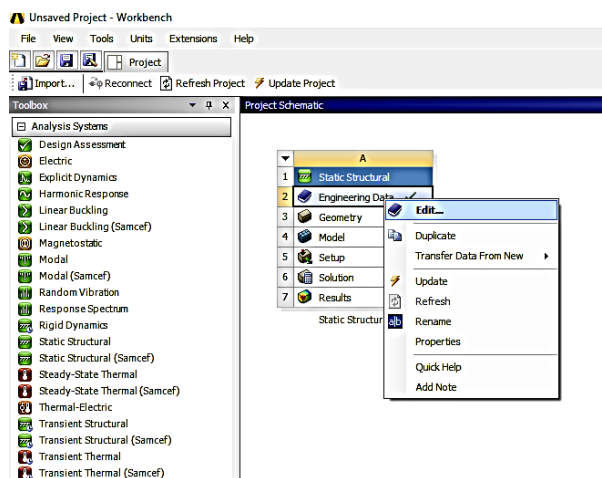 Unsaved Project - Workbench
File View Tools Units Extensions Help
Project
Import... Reconnect Refresh Project Update Project
Toolbox
Project Schematic
Analysis Systems
Design Assessment
Electric
Explicit Dynamics
Harmonic Response
Linear Buckling
Linear Buckling (Samcef)
Magnetostatic
Modal
Modal (Samcef)
Random Vibration
Response Spectrum
Rigid Dynamics
Static Structural
Static Structural (Samcef)
Steady-State Thermal
Steady-State Thermal (Samcef)
Thermal-Electric
Transient Structural
Transient Structural (Samcef)
Transient Thermal
Transient Thermal (Samcef)
A
1 Static Structural
2 Engineering Data
3 Geometry
4 Model
5 Setup
6 Solution
7 Results
Static Structur
Edit...
Duplicate
Transfer Data From New
Update
Refresh
a|b Rename
Properties
Quick Help
Add Note